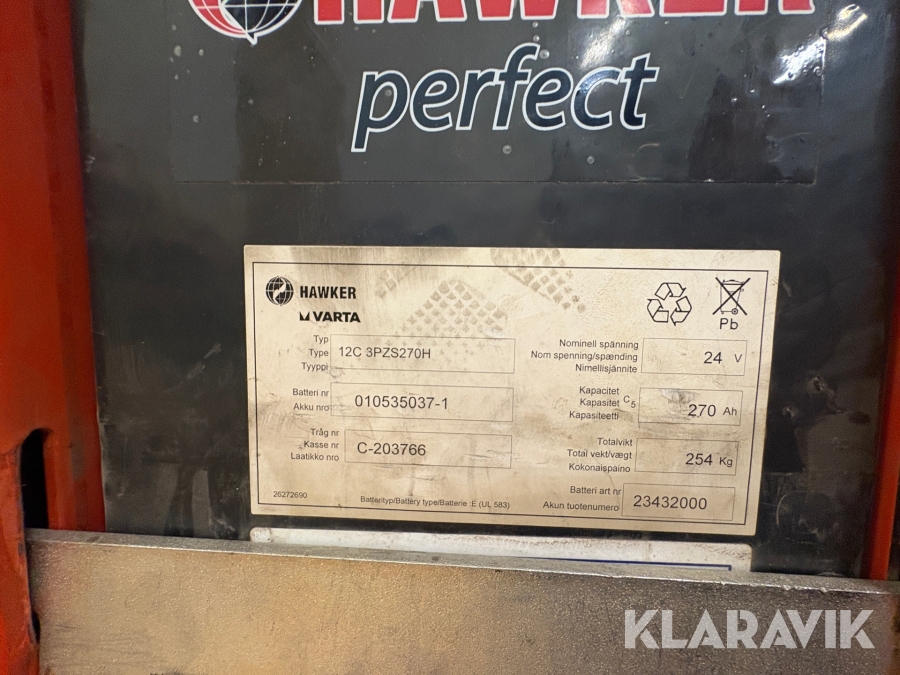 HAWKER
perfect
HAWKER
VARTA
Pb
Typ
Type
Tyyppi
12C 3PZS270H
Nominell spänning
Nom spenning/spænding
Nimellisjännite
24 V
Batteri nr
Akku nro
010535037-1
Kapacitet
Kapasitet C5
Kapasiteetti
270 Ah
Tråg nr
Kasse nr
Laatikko nro
C-203766
Totalvikt
Total vekt/vægt
Kokonaispaino
254 Kg
26272690
Batterityp/Battery type/Batterie :E (UL 583)
Batteri art nr
Akun tuotenumero
23432000
KLARAVIK